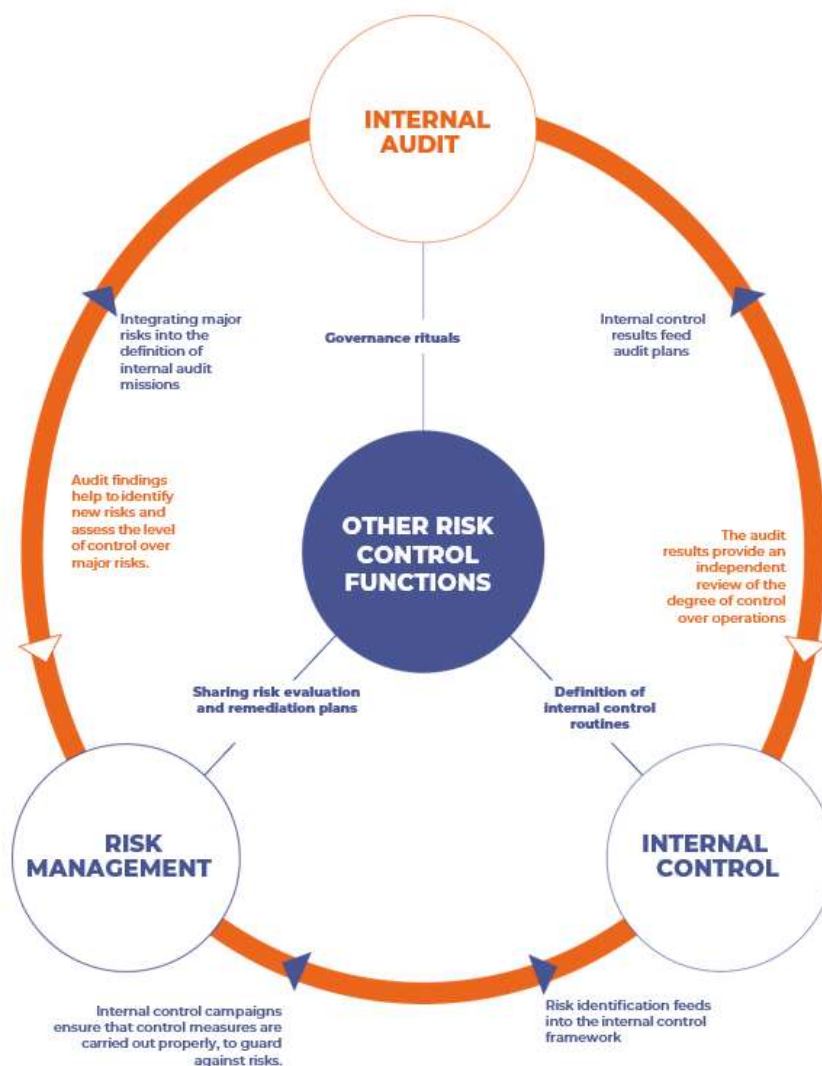 INTERNAL
AUDIT
Integrating major
risks into the
definition of
internal audit
missions
Governance rituals
Internal control
results feed
audit plans
Audit findings
help to identify
new risks and
assess the level
of control over
major risks.
OTHER RISK
CONTROL
FUNCTIONS
The audit
results provide an
independent
review of the
degree of control
over operations
Sharing risk evaluation
and remediation plans
Definition of
internal control
routines
RISK
MANAGEMENT
INTERNAL
CONTROL
Internal control campaigns
ensure that control measures are
carried out properly, to guard
against risks.
Risk identification feeds
into the internal control
framework